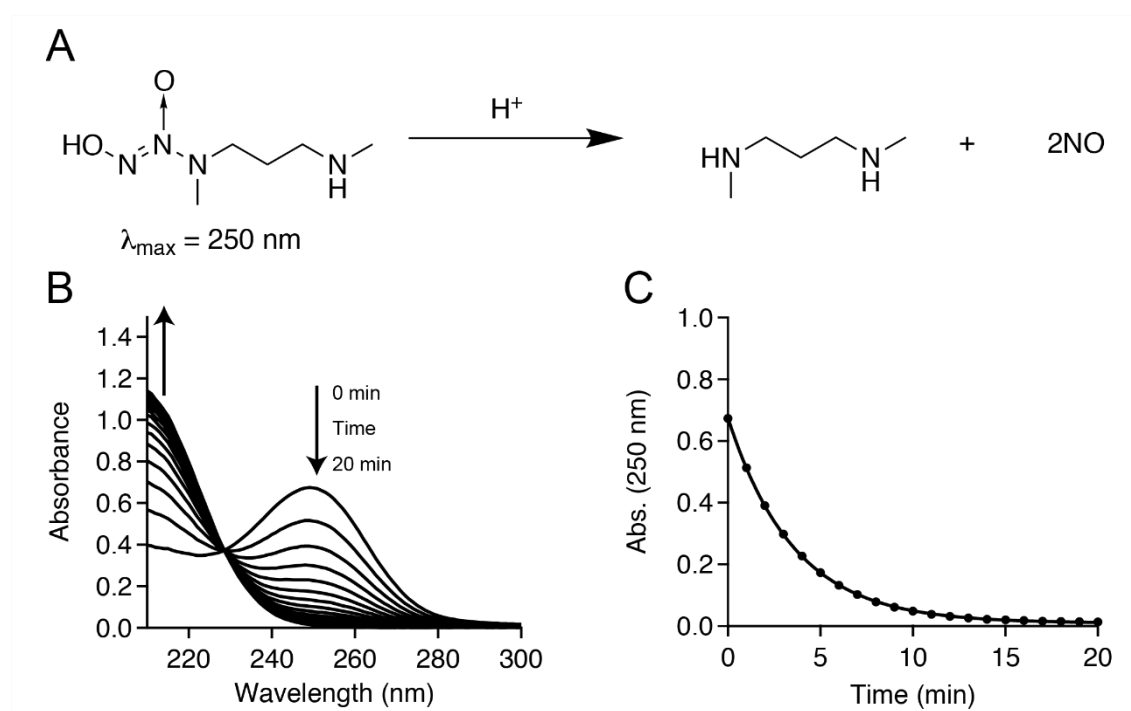 A
O
H⁺
HO
N
N
N
N
H
HN
N
H
+
2NO
λmax = 250 nm
B
C
1.4
1.2
1.0
0.8
0.6
0.4
0.2
0.0
Absorbance
0 min
Time
20 min
220
240
260
280
300
Wavelength (nm)
1.0
0.8
0.6
0.4
0.2
0.0
Abs. (250 nm)
0
5
10
15
20
Time (min)